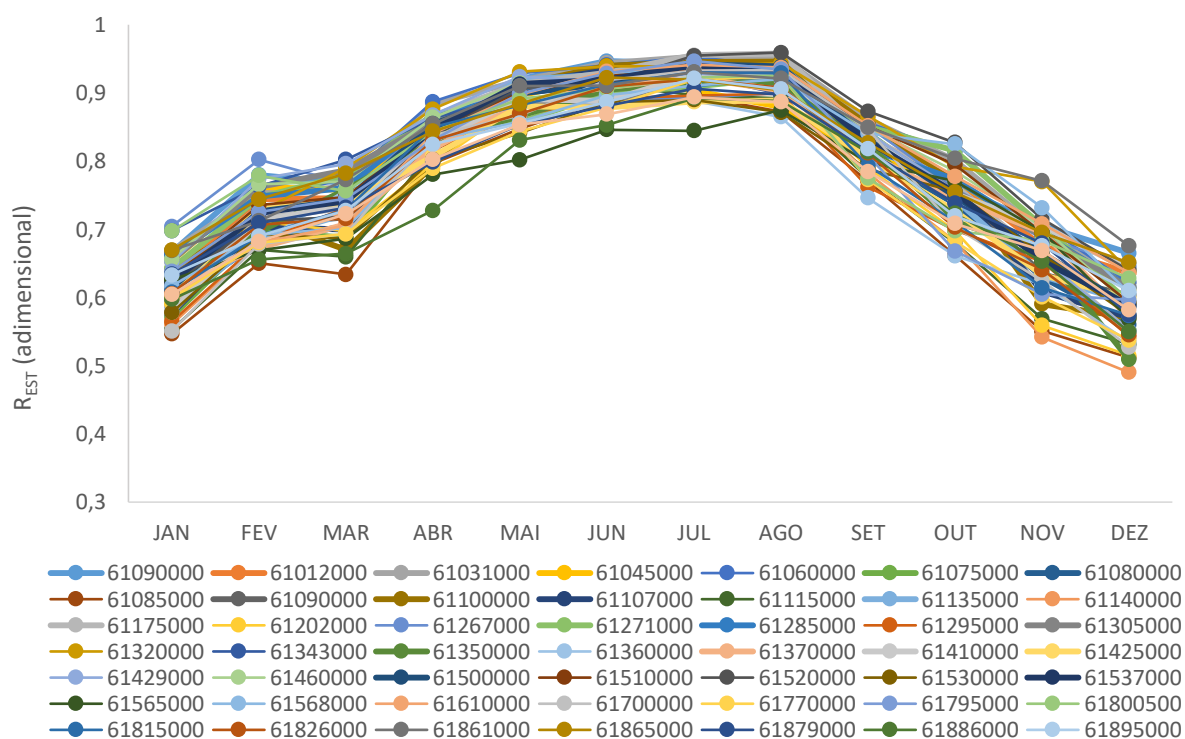 1
0,9
0,8
0,7
0,6
0,5
0,4
0,3
R_EST (adimensional)
JAN FEV MAR ABR MAI JUN JUL AGO SET OUT NOV DEZ
61090000 61012000 61031000 61045000 61060000 61075000 61080000
61085000 61090000 61100000 61107000 61115000 61135000 61140000
61175000 61202000 61267000 61271000 61285000 61295000 61305000
61320000 61343000 61350000 61360000 61370000 61410000 61425000
61429000 61460000 61500000 61510000 61520000 61530000 61537000
61565000 61568000 61610000 61700000 61770000 61795000 61800500
61815000 61826000 61861000 61865000 61879000 61886000 61895000